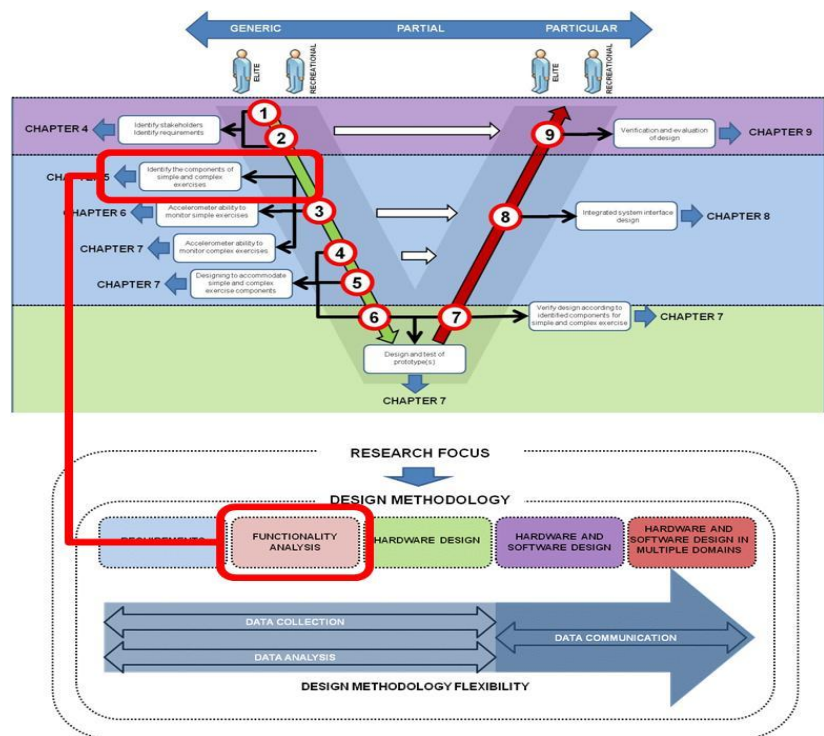 GENERIC PARTIAL PARTICULAR
ELITE
RECREATIONAL
ELITE
RECREATIONAL
1
CHAPTER 4
Identify stakeholders
Identify requirements
2
9
Verification and evaluation
of design
CHAPTER 9
5
Identify the components of
simple and complex
exercises
CHAPTER 6
Accelerometer ability to
monitor simple exercises
3
8
Integrated system interface
design
CHAPTER 8
CHAPTER 7
Accelerometer ability to
monitor complex exercises
4
CHAPTER 7
Designing to accommodate
simple and complex
exercise components
5
6
7
Verify design according to
identified components for
simple and complex exercise
CHAPTER 7
Design and test of
prototype(s)
CHAPTER 7
RESEARCH FOCUS
DESIGN METHODOLOGY
FUNCTIONALITY
ANALYSIS
HARDWARE DESIGN
HARDWARE AND
SOFTWARE DESIGN
HARDWARE AND
SOFTWARE DESIGN IN
MULTIPLE DOMAINS
DATA COLLECTION
DATA COMMUNICATION
DATA ANALYSIS
DESIGN METHODOLOGY FLEXIBILITY